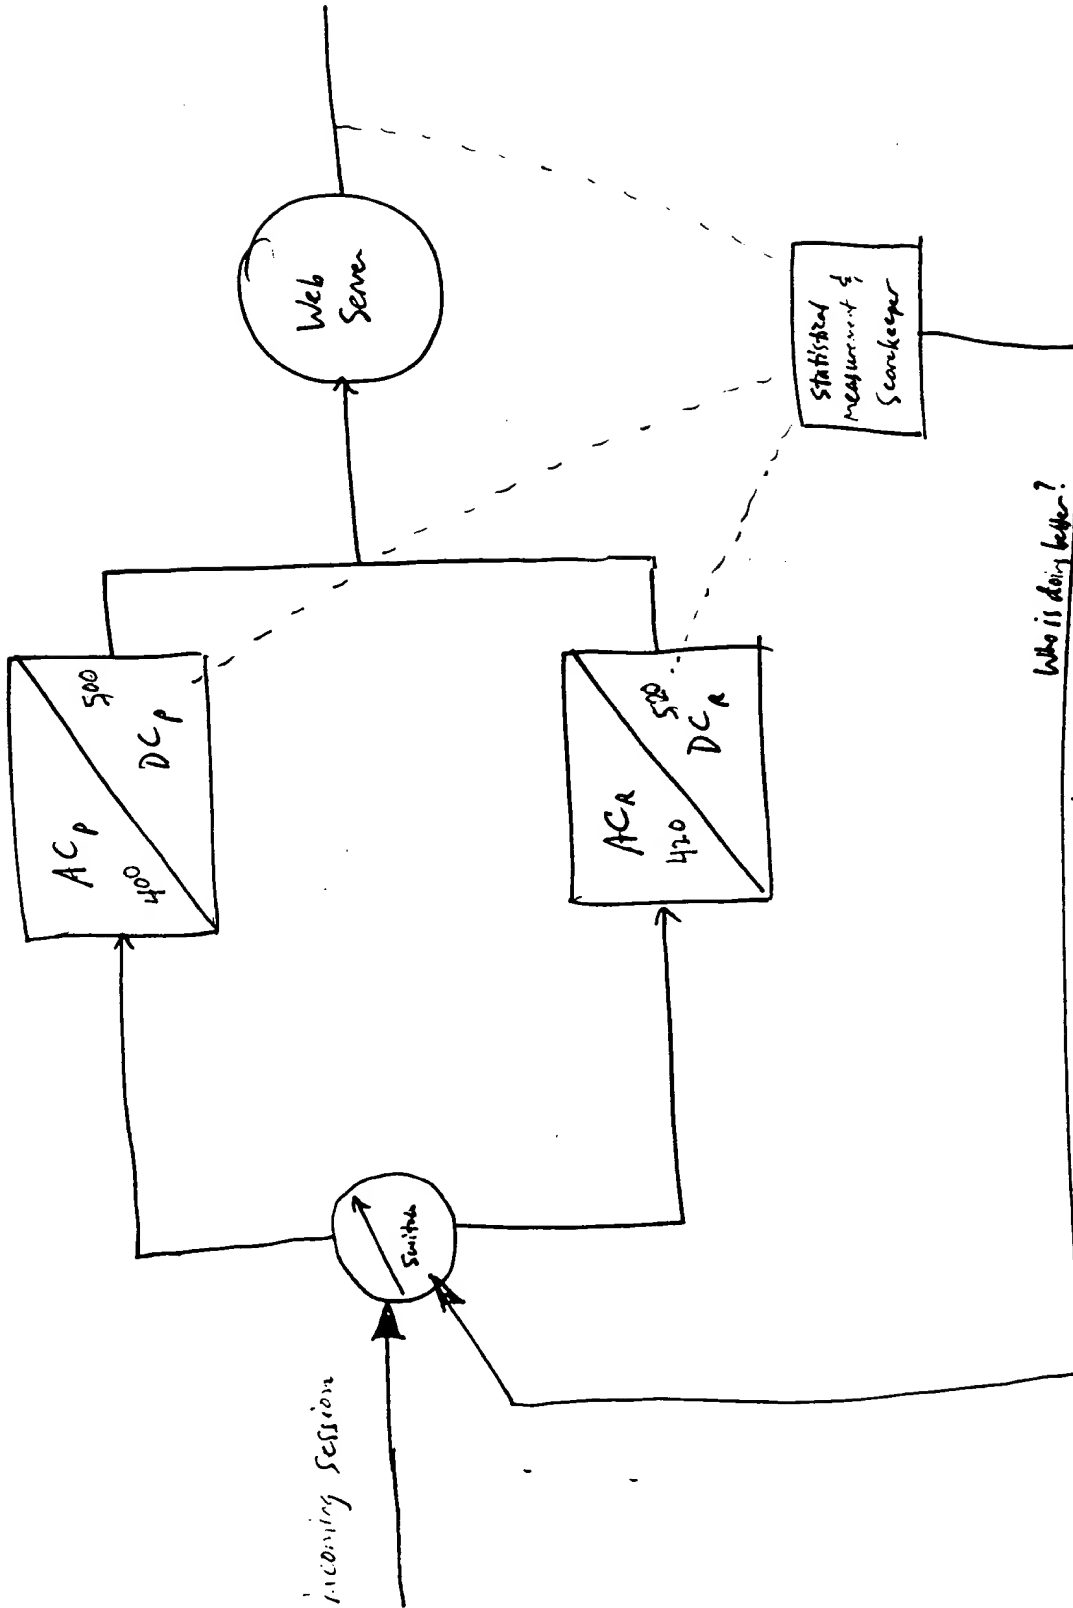 incoming session
Switch
ACP
400
500
DCP
ACR
420
520
DCR
Web
Server
Statistical
measurement &
Scorekeeper
Who is doing better?